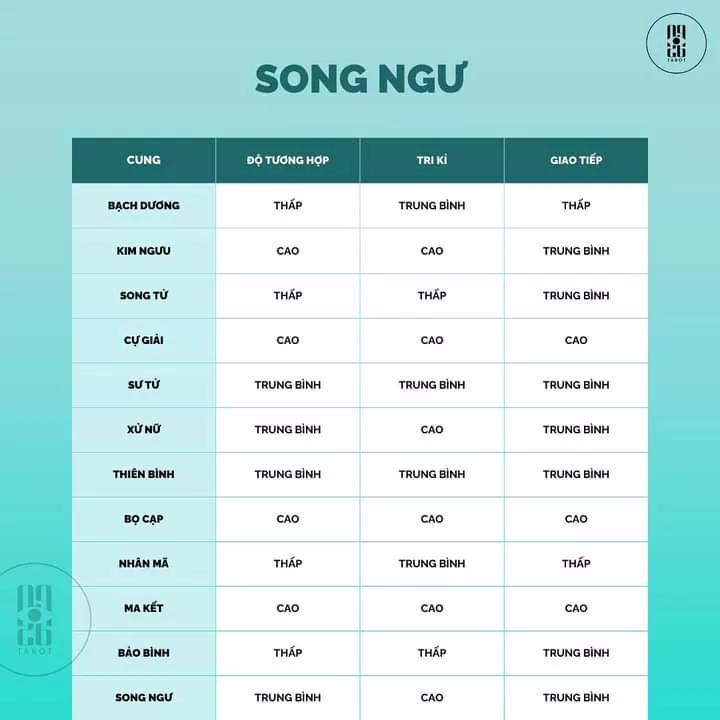 TAROT
SONG NGƯ
CUNG ĐỘ TƯƠNG HỢP TRI KỈ GIAO TIẾP
BẠCH DƯƠNG THẤP TRUNG BÌNH THẤP
KIM NGƯU CAO CAO TRUNG BÌNH
SONG TỬ THẤP THẤP TRUNG BÌNH
CỰ GIẢI CAO CAO CAO
SƯ TỬ TRUNG BÌNH TRUNG BÌNH TRUNG BÌNH
XỬ NỮ TRUNG BÌNH CAO TRUNG BÌNH
THIÊN BÌNH TRUNG BÌNH TRUNG BÌNH TRUNG BÌNH
BỌ CẠP CAO CAO CAO
NHÂN MÃ THẤP TRUNG BÌNH THẤP
MA KẾT CAO CAO CAO
BẢO BÌNH THẤP THẤP TRUNG BÌNH
TAROT
SONG NGƯ TRUNG BÌNH CAO TRUNG BÌNH